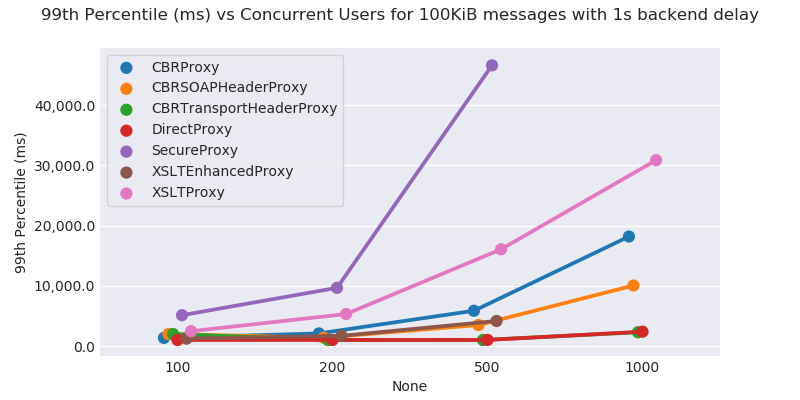 99th Percentile (ms) vs Concurrent Users for 100KiB messages with 1s backend delay
CBRProxy
CBRSOAPHeaderProxy
CBRTransportHeaderProxy
DirectProxy
SecureProxy
XSLTEnhancedProxy
XSLTProxy
99th Percentile (ms)
40,000.0
30,000.0
20,000.0
10,000.0
0.0
100
200
500
1000
None